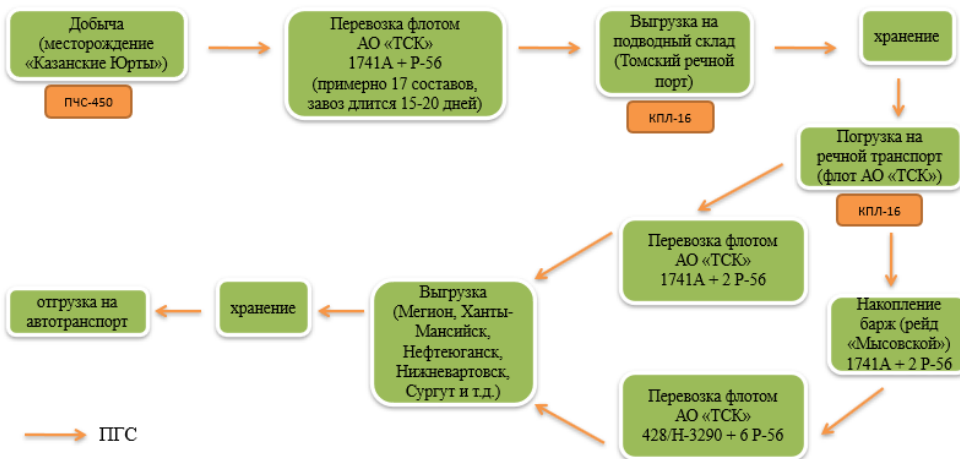 Добыча
(месторождение
«Казанские Юрты»)
ПЧС-450
Перевозка флотом
АО «ТСК»
1741А + Р-56
(примерно 17 составов,
завоз длится 15-20 дней)
Выгрузка на
подводный склад
(Томский речной
порт)
КПЛ-16
хранение
Погрузка на
речной транспорт
(флот АО «ТСК»)
КПЛ-16
Перевозка флотом
АО «ТСК»
1741А + 2 Р-56
Накопление
барж (рейд
«Мысовской»)
1741А + 2 Р-56
Перевозка флотом
АО «ТСК»
428/Н-3290 + 6 Р-56
Выгрузка
(Мегион, Ханты-
Мансийск,
Нефтеюганск,
Нижневартовск,
Сургут и т.д.)
хранение
отгрузка на
автотранспорт
ПГС